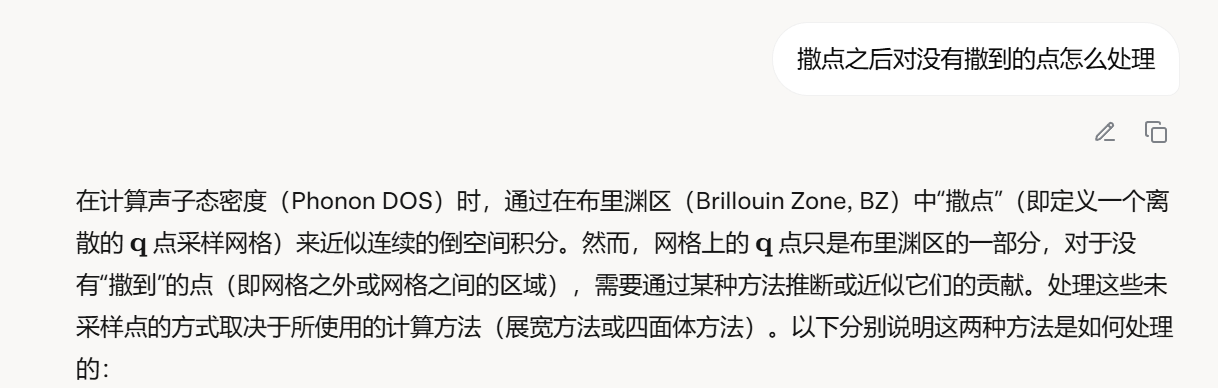 撒点之后对没有撒到的点怎么处理
在计算声子态密度（Phonon DOS）时，通过在布里渊区（Brillouin Zone, BZ）中“撒点”（即定义一个离
散的 q 点采样网格）来近似连续的倒空间积分。然而，网格上的 q 点只是布里渊区的一部分，对于没
有“撒到”的点（即网格之外或网格之间的区域），需要通过某种方法推断或近似它们的贡献。处理这些未
采样点的方式取决于所使用的计算方法（展宽方法或四面体方法）。以下分别说明这两种方法是如何处理
的：